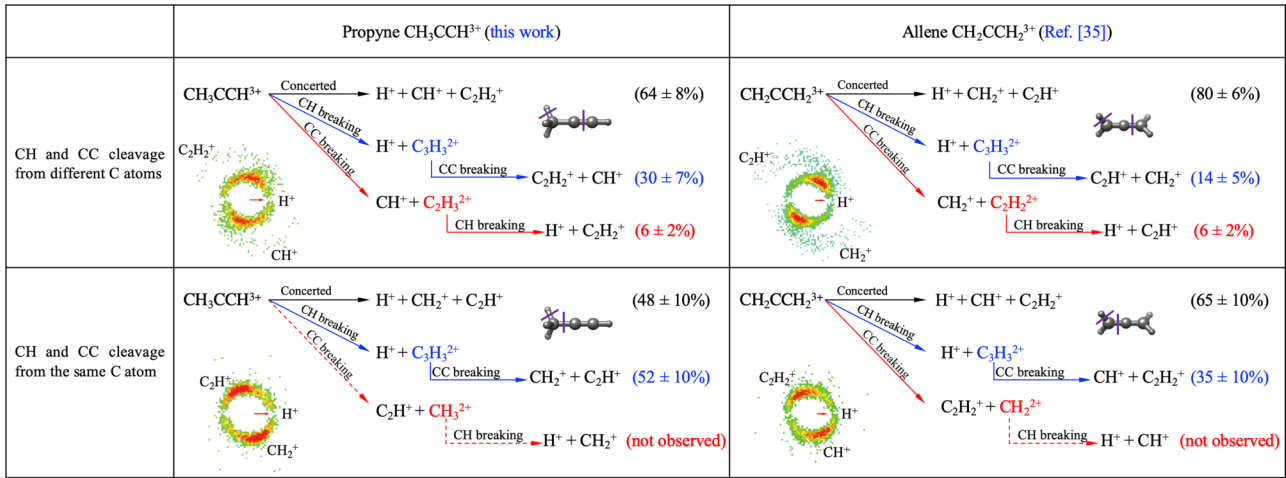 Propyne CH₃CCH³⁺ (this work)
Allene CH₂CCH₂³⁺ (Ref. [35])
CH and CC cleavage
from different C atoms
CH₃CCH³⁺
Concerted
H⁺ + CH⁺ + C₂H₂⁺
(64 ± 8%)
CH breaking
CC breaking
H⁺ + C₃H₃²⁺
CC breaking
C₂H₂⁺ + CH⁺
(30 ± 7%)
CH⁺ + C₂H₃²⁺
CH breaking
H⁺ + C₂H₂⁺
(6 ± 2%)
C₂H₂⁺
H⁺
CH⁺
CH₂CCH₂³⁺
Concerted
H⁺ + CH₂⁺ + C₂H⁺
(80 ± 6%)
CH breaking
CC breaking
H⁺ + C₃H₃²⁺
CC breaking
C₂H⁺ + CH₂⁺
(14 ± 5%)
CH₂⁺ + C₂H₂²⁺
CH breaking
H⁺ + C₂H⁺
(6 ± 2%)
C₂H⁺
H⁺
CH₂⁺
CH and CC cleavage
from the same C atom
CH₃CCH³⁺
Concerted
H⁺ + CH₂⁺ + C₂H⁺
(48 ± 10%)
CH breaking
CC breaking
H⁺ + C₃H₃²⁺
CC breaking
CH₂⁺ + C₂H⁺
(52 ± 10%)
C₂H⁺ + CH₃²⁺
CH breaking
H⁺ + CH₂⁺
(not observed)
C₂H⁺
H⁺
CH₂⁺
CH₂CCH₂³⁺
Concerted
H⁺ + CH⁺ + C₂H₂⁺
(65 ± 10%)
CH breaking
CC breaking
H⁺ + C₃H₃²⁺
CC breaking
CH⁺ + C₂H₂⁺
(35 ± 10%)
C₂H₂⁺ + CH₂²⁺
CH breaking
H⁺ + CH⁺
(not observed)
C₂H₂⁺
H⁺
CH⁺